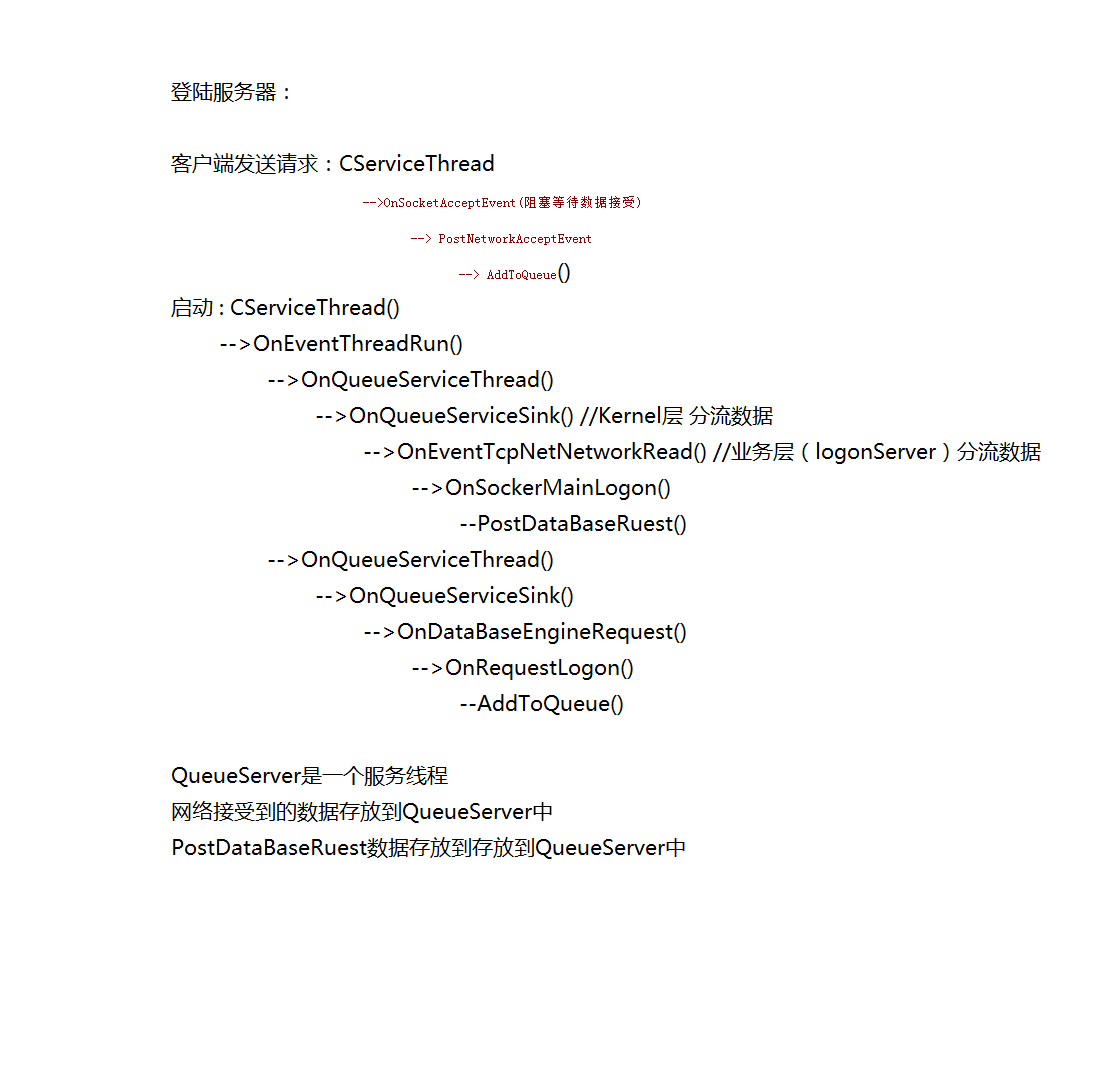 登陆服务器：
客户端发送请求：CServiceThread
-->OnSocketAcceptEvent(阻塞等待数据接受)
--> PostNetworkAcceptEvent
--> AddToQueue()
启动 : CServiceThread()
-->OnEventThreadRun()
-->OnQueueServiceThread()
-->OnQueueServiceSink() //Kernel层 分流数据
-->OnEventTcpNetNetworkRead() //业务层（logonServer）分流数据
-->OnSockerMainLogon()
--PostDataBaseRuest()
-->OnQueueServiceThread()
-->OnQueueServiceSink()
-->OnDataBaseEngineRequest()
-->OnRequestLogon()
--AddToQueue()
QueueServer是一个服务线程
网络接受到的数据存放到QueueServer中
PostDataBaseRuest数据存放到存放到QueueServer中